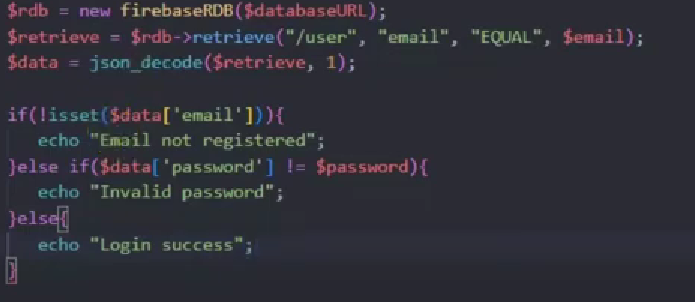 $rdb = new firebaseRDB($databaseURL);
$retrieve = $rdb->retrieve("/user", "email", "EQUAL", $email);
$data = json_decode($retrieve, 1);
if(!isset($data['email'])){
echo "Email not registered";
}else if($data['password'] != $password){
echo "Invalid password";
}else{
echo "Login success";
}